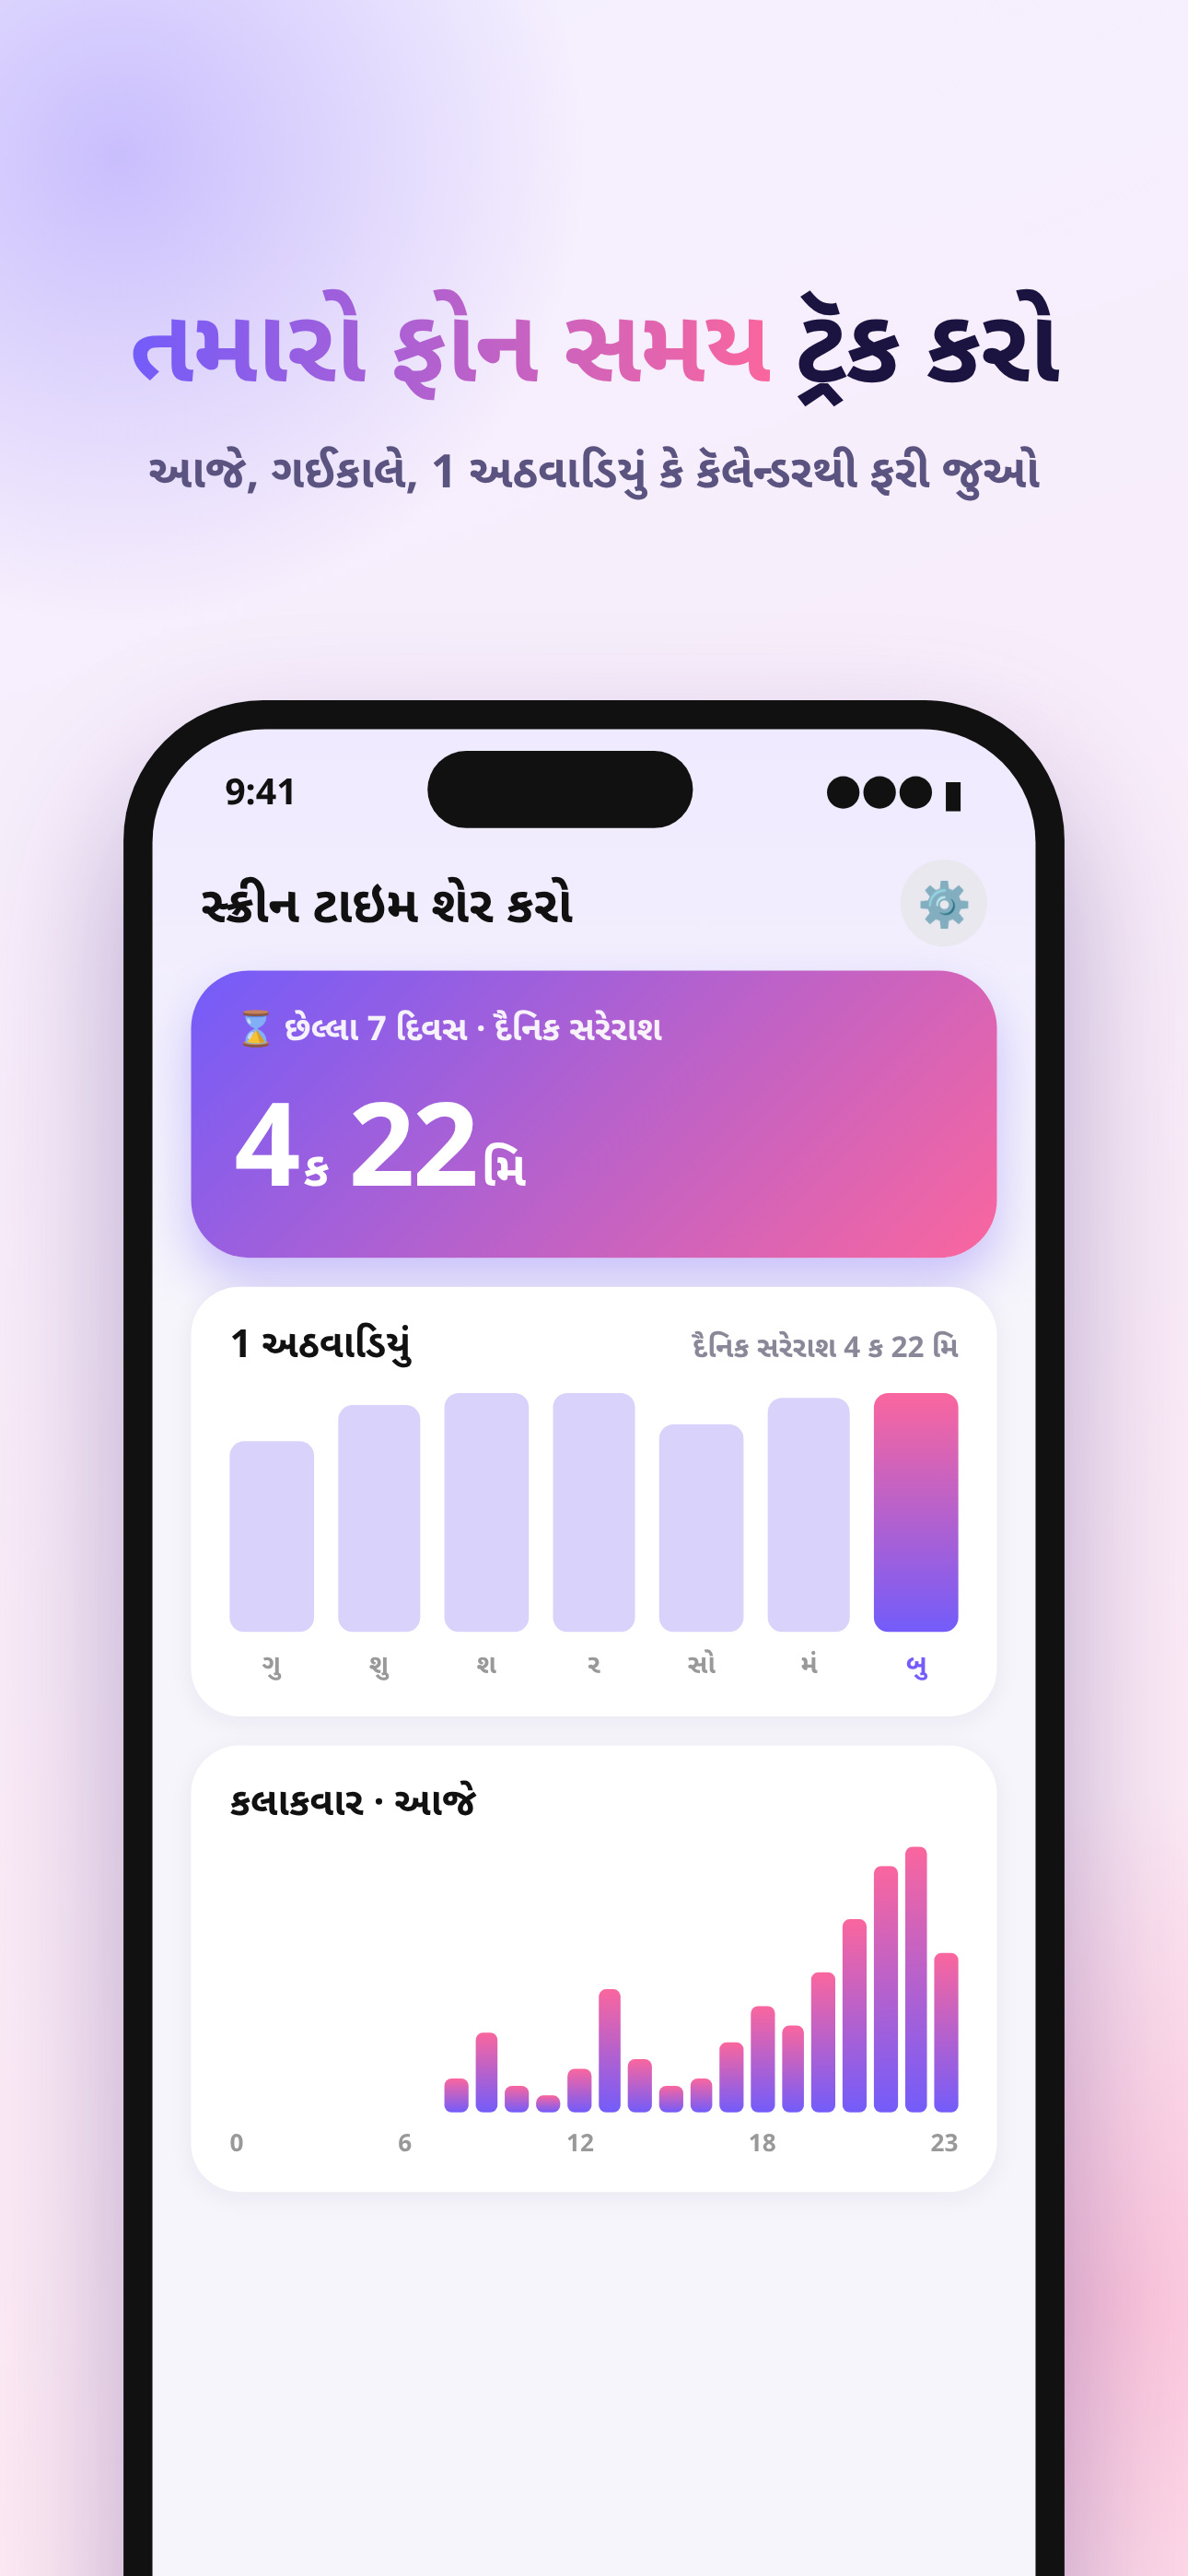 તમારો ફોન સમય ટ્રૅક કરો
આજે, ગઈકાલે, 1 અઠવાડિયું કે કૅલેન્ડરથી ફરી જુઓ
9:41
સ્ક્રીન ટાઇમ શેર કરો
⌛ છેલ્લા 7 દિવસ · દૈનિક સરેરાશ
4ક 22મિ
1 અઠવાડિયું દૈનિક સરેરાશ 4 ક 22 મિ
ગુ શુ શ ર સો મં બુ
કલાકવાર · આજે
0 6 12 18 23